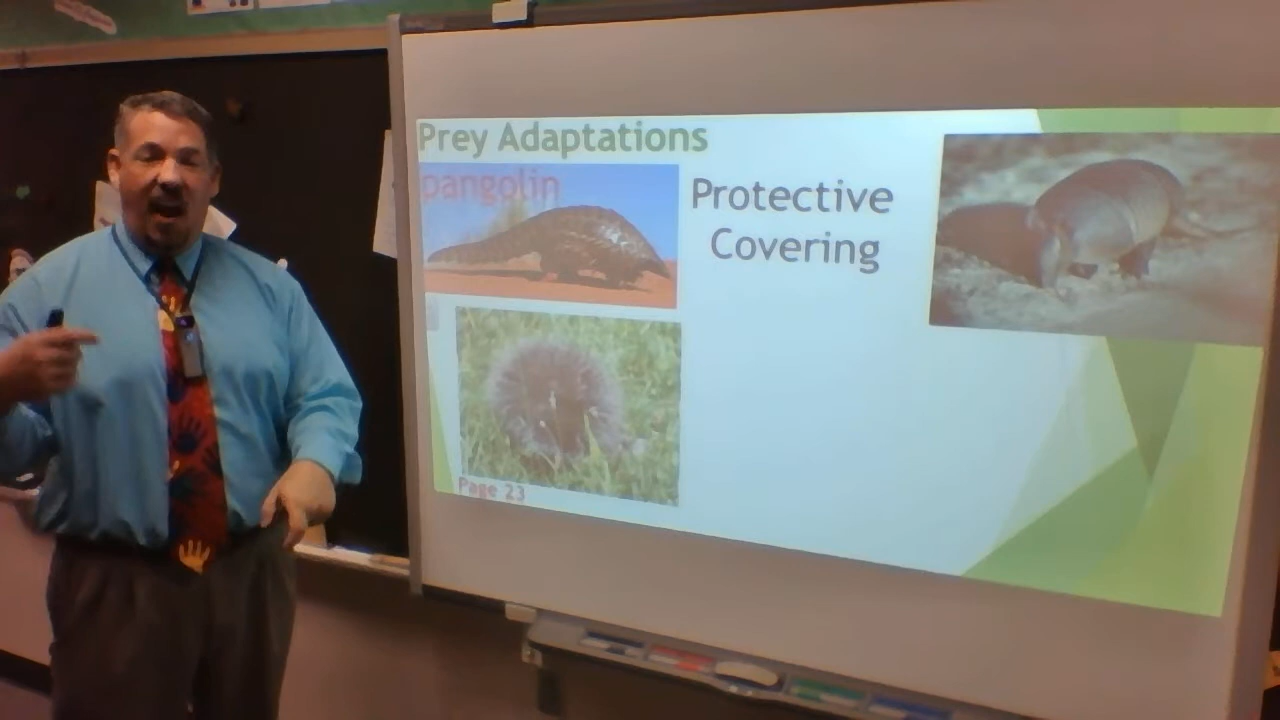 Prey Adaptations
pangolin
Protective
Covering
Page 23